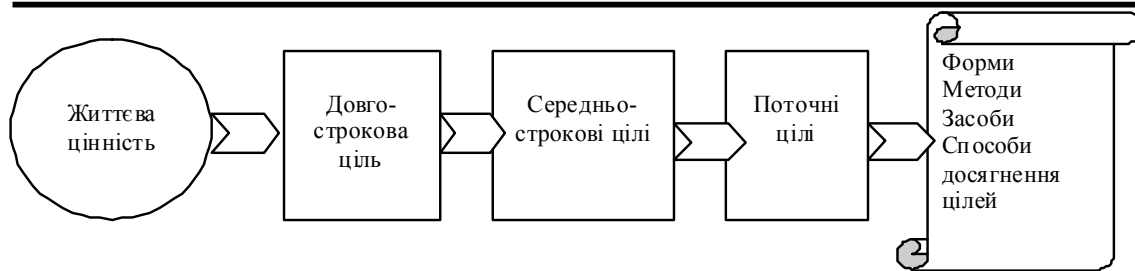 Життєва
цінність
Довго-
строкова
ціль
Середньо-
строкові цілі
Поточні
цілі
Форми
Методи
Засоби
Способи
досягнення
цілей